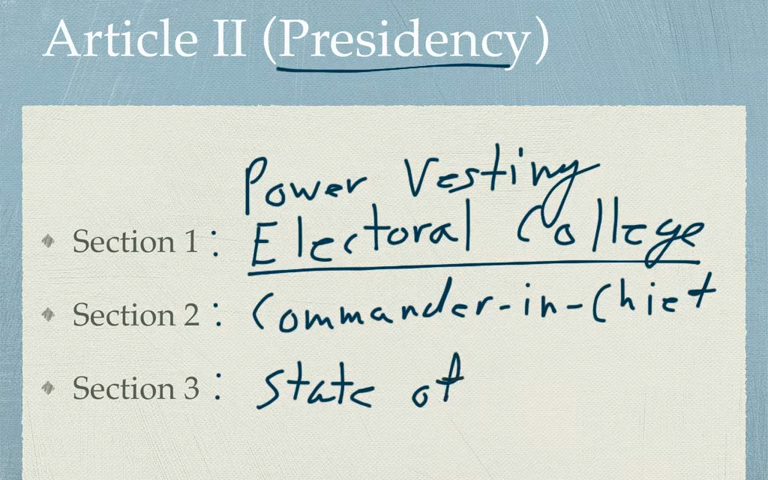 Article II (Presidency)
Power Vesting
Section 1 : Electoral College
Section 2 : Commander-in-Chief
Section 3 : State of